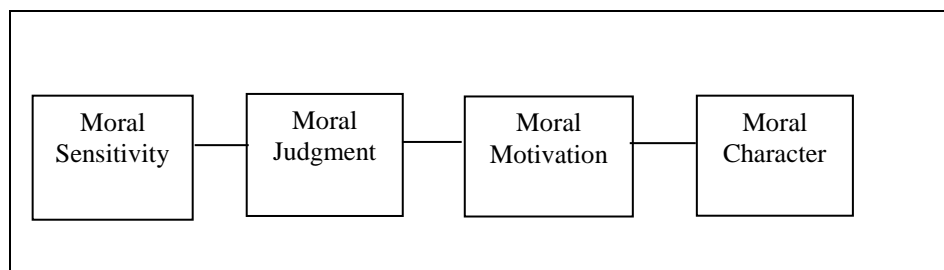 Moral
Sensitivity
Moral
Judgment
Moral
Motivation
Moral
Character